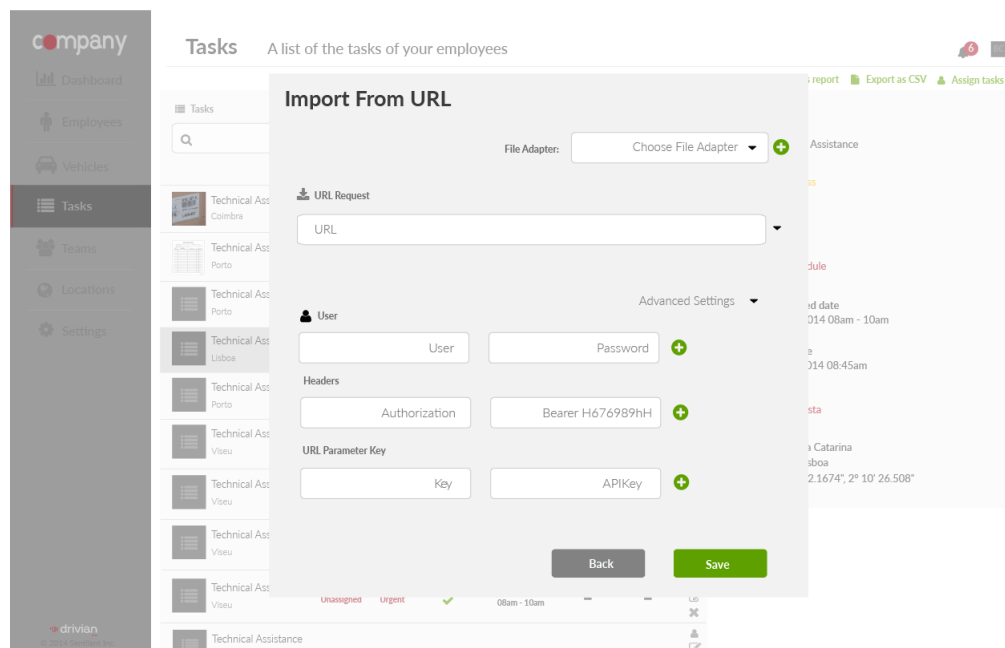 company
Tasks A list of the tasks of your employees
6
Dashboard
Employees
Vehicles
Tasks
Teams
Locations
Settings
drivian
report Export as CSV Assign tasks
Tasks
Technical Ass
Coimbra
Technical Ass
Porto
Technical Ass
Porto
Technical Ass
Lisboa
Technical Ass
Porto
Technical Ass
Viseu
Technical Ass
Viseu
Technical Ass
Viseu
Technical Ass
Viseu
Unassigned Urgent 08am - 10am
Technical Assistance
Import From URL
File Adapter: Choose File Adapter
URL Request
URL
Advanced Settings
User
User Password
Headers
Authorization Bearer H676989hH
URL Parameter Key
Key APIKey
Back Save
Assistance
ss
dule
ed date
014 08am - 10am
e
014 08:45am
sta
a Catarina
sboa
2.1674", 2º 10' 26.508"